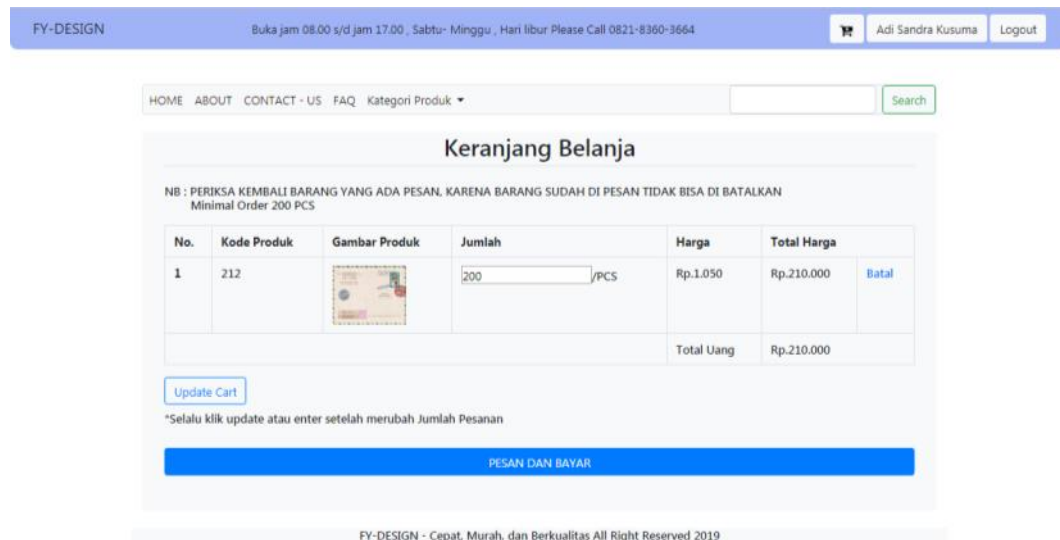 FY-DESIGN Buka jam 08.00 s/d jam 17.00 , Sabtu- Minggu , Hari libur Please Call 0821-8360-3664 Adi Sandra Kusuma Logout
HOME ABOUT CONTACT - US FAQ Kategori Produk Search
Keranjang Belanja
NB : PERIKSA KEMBALI BARANG YANG ADA PESAN, KARENA BARANG SUDAH DI PESAN TIDAK BISA DI BATALKAN
Minimal Order 200 PCS
No. Kode Produk Gambar Produk Jumlah Harga Total Harga
1 212 200 /PCS Rp.1.050 Rp.210.000 Batal
Total Uang Rp.210.000
Update Cart
*Selalu klik update atau enter setelah merubah Jumlah Pesanan
PESAN DAN BAYAR
FY-DESIGN - Cepat, Murah, dan Berkualitas All Right Reserved 2019